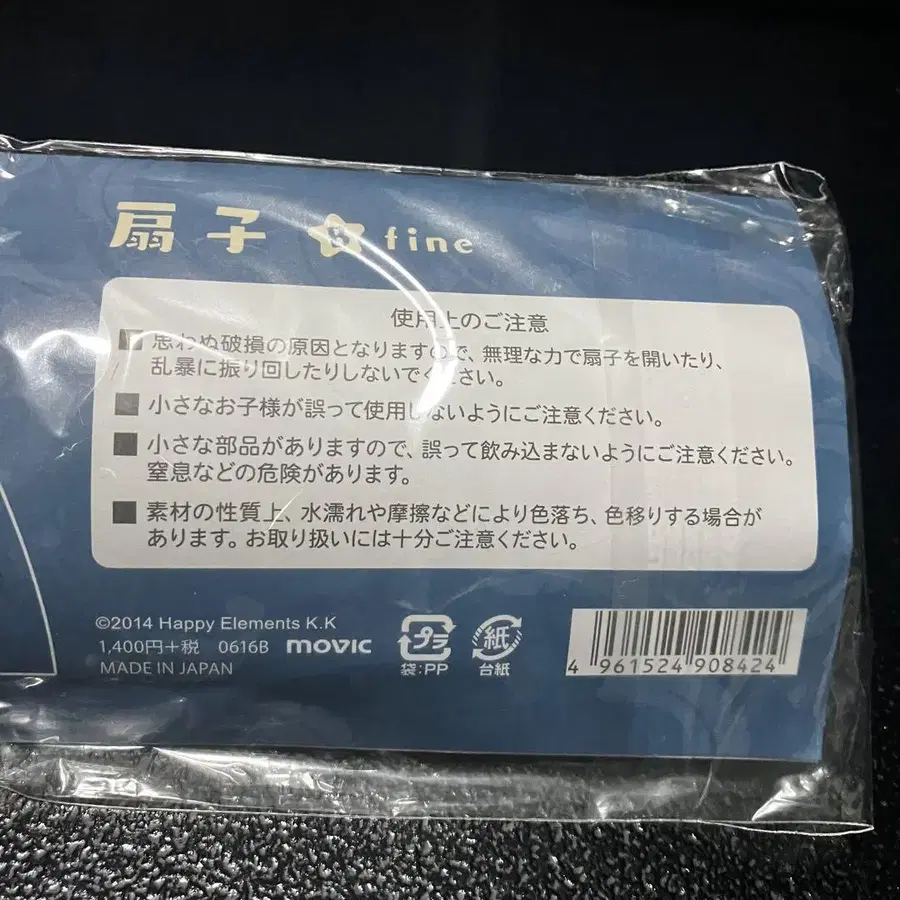 扇子 fine
使用上のご注意
■ 思わぬ破損の原因となりますので、無理な力で扇子を開いたり、
乱暴に振り回したりしないでください。
■ 小さなお子様が誤って使用しないようにご注意ください。
■ 小さな部品がありますので、誤って飲み込まないようにご注意ください。
窒息などの危険があります。
■ 素材の性質上、水濡れや摩擦などにより色落ち、色移りする場合が
あります。お取り扱いには十分ご注意ください。
©2014 Happy Elements K.K
1,400円+税 0616B movic
MADE IN JAPAN
プラ
袋:PP
紙
台紙
4 961524 908424